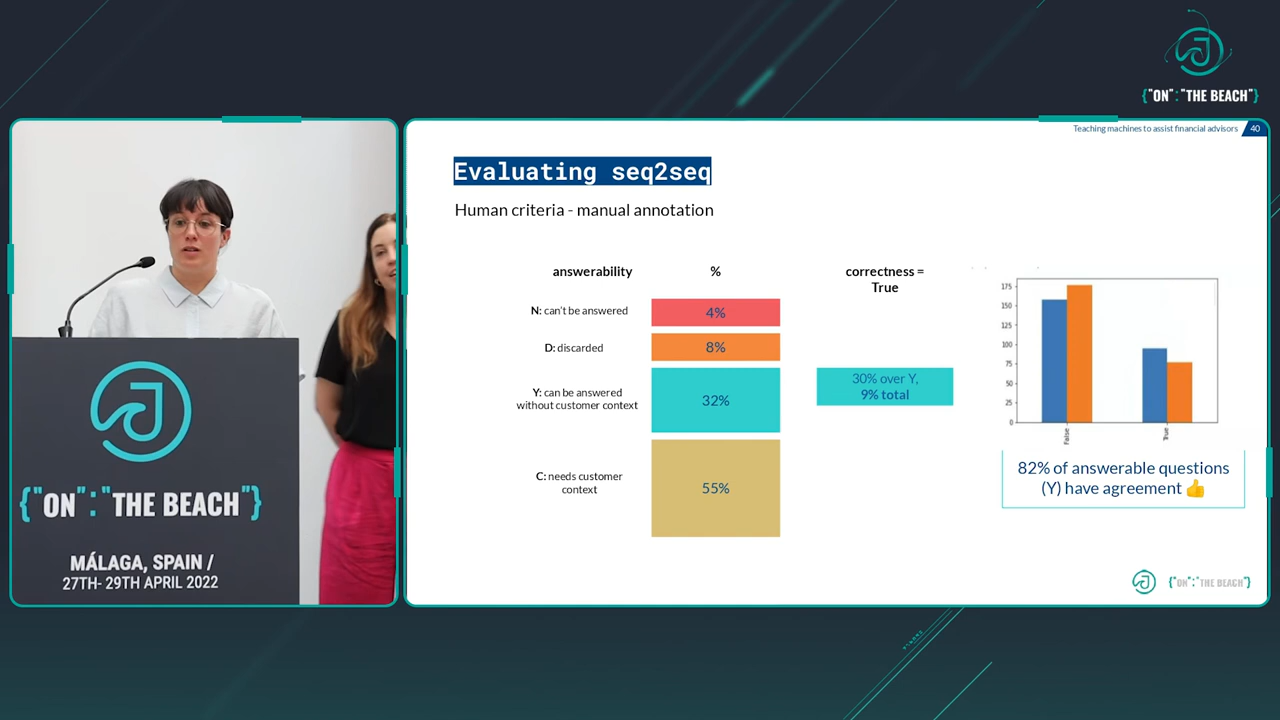 {"ON":"THE BEACH"}
Teaching machines to assist financial advisors 40
Evaluating seq2seq
Human criteria - manual annotation
answerability % correctness =
True
N: can't be answered 4%
D: discarded 8%
Y: can be answered
without customer context 32%
30% over Y,
9% total
C: needs customer
context 55%
175
150
125
100
75
50
25
0
False True
82% of answerable questions
(Y) have agreement 👍
{"ON":"THE BEACH"}
{"ON":"THE BEACH"}
MÁLAGA, SPAIN /
27TH- 29TH APRIL 2022